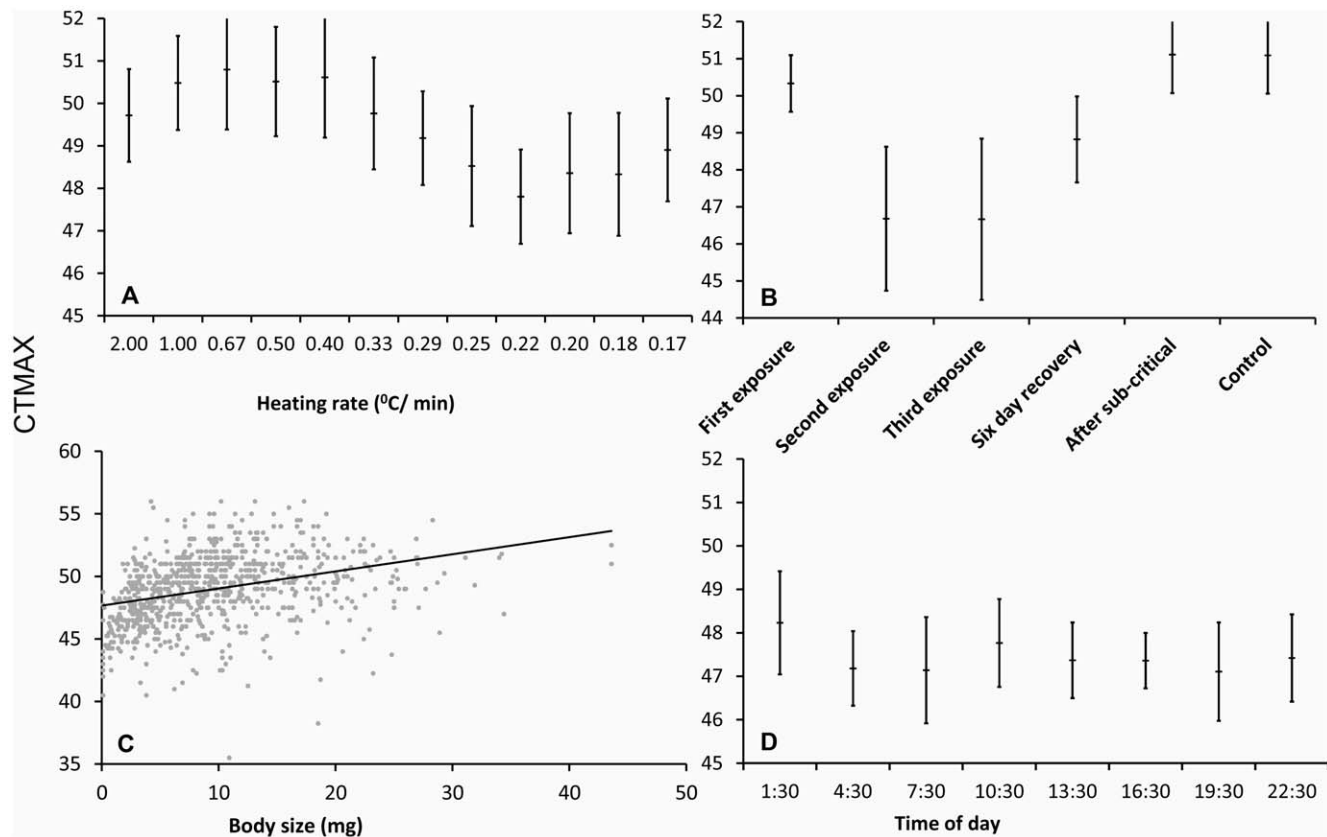 52
51
50
49
48
47
46
45
A
2.00 1.00 0.67 0.50 0.40 0.33 0.29 0.25 0.22 0.20 0.18 0.17
Heating rate (⁰C/ min)
CTMAX
52
51
50
49
48
47
46
45
44
B
First exposure
Second exposure
Third exposure
Six day recovery
After sub-critical
Control
60
55
50
45
40
35
C
0 10 20 30 40 50
Body size (mg)
52
51
50
49
48
47
46
45
D
1:30 4:30 7:30 10:30 13:30 16:30 19:30 22:30
Time of day